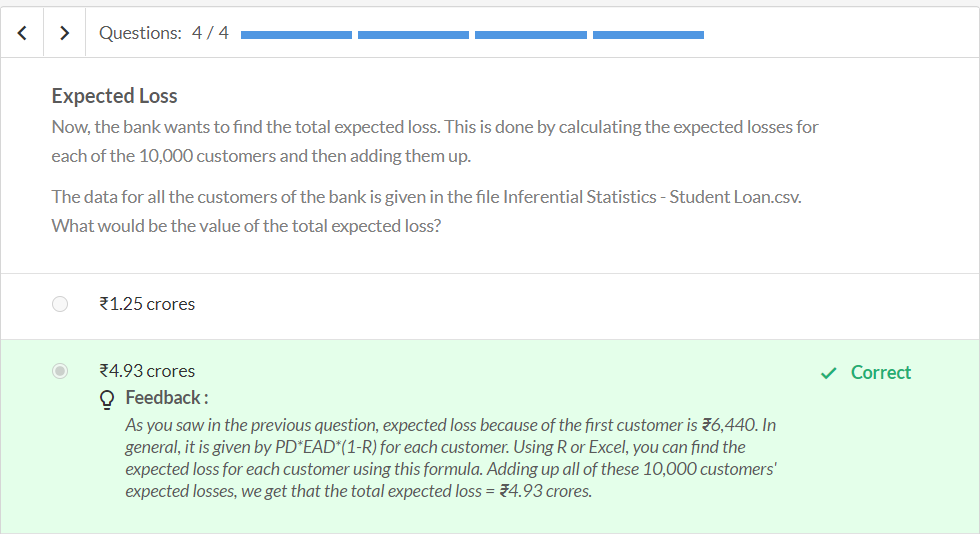 Questions: 4 / 4
Expected Loss
Now, the bank wants to find the total expected loss. This is done by calculating the expected losses for
each of the 10,000 customers and then adding them up.
The data for all the customers of the bank is given in the file Inferential Statistics - Student Loan.csv.
What would be the value of the total expected loss?
₹1.25 crores
₹4.93 crores
Correct
Feedback :
As you saw in the previous question, expected loss because of the first customer is ₹6,440. In
general, it is given by PD*EAD*(1-R) for each customer. Using R or Excel, you can find the
expected loss for each customer using this formula. Adding up all of these 10,000 customers'
expected losses, we get that the total expected loss = ₹4.93 crores.